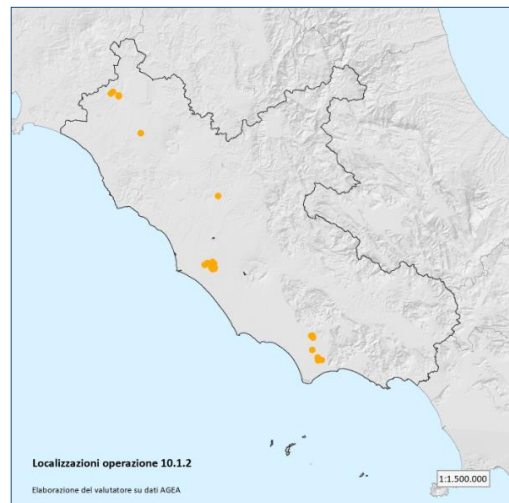 Localizzazioni operazione 10.1.2
1:1.500.000
Elaborazione del valutatore su dati AGEA